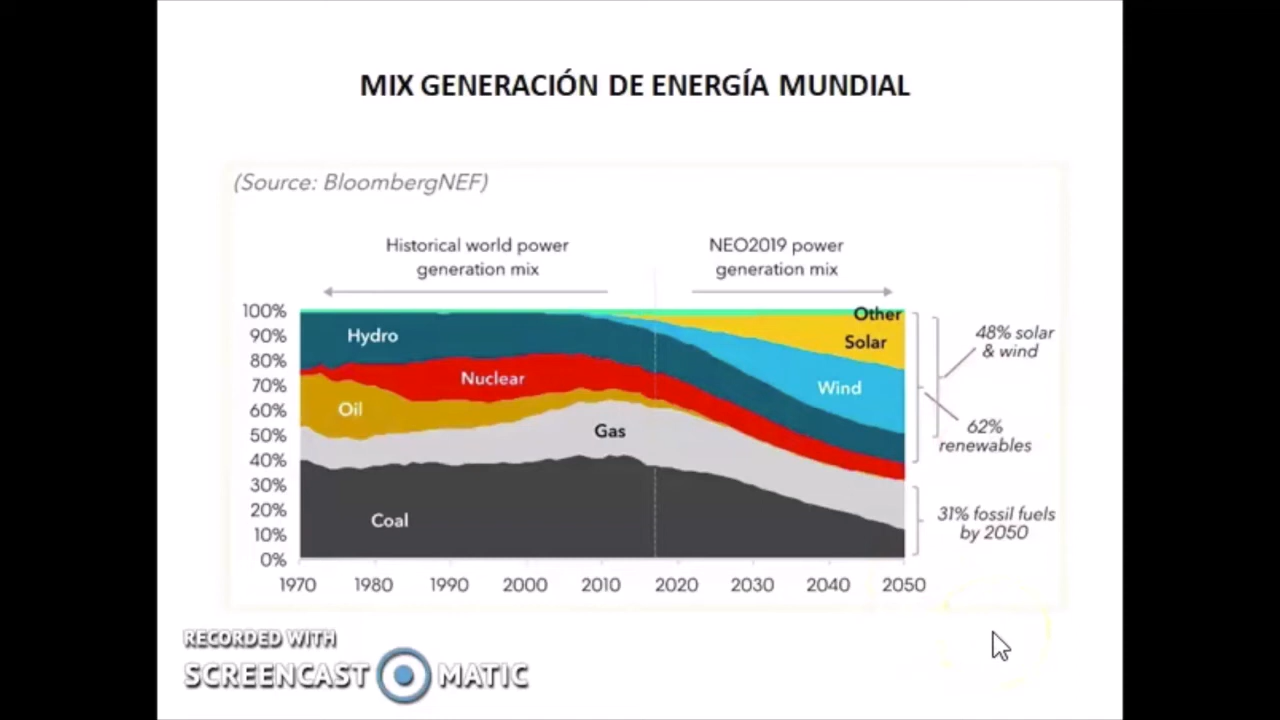 MIX GENERACIÓN DE ENERGÍA MUNDIAL
(Source: BloombergNEF)
Historical world power
generation mix
NEO2019 power
generation mix
100%
90%
80%
70%
60%
50%
40%
30%
20%
10%
0%
Hydro
Nuclear
Oil
Gas
Coal
Other
Solar
Wind
48% solar
& wind
62%
renewables
31% fossil fuels
by 2050
1970 1980 1990 2000 2010 2020 2030 2040 2050
RECORDED WITH
SCREENCAST MATIC